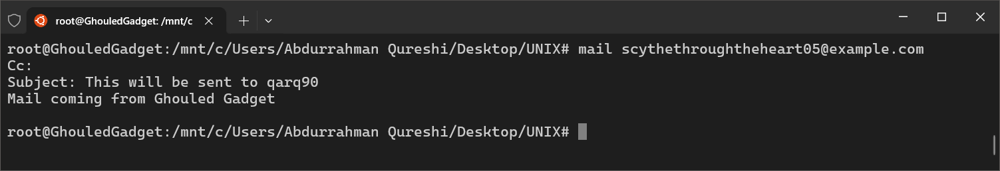 root@GhouledGadget: /mnt/c
root@GhouledGadget:/mnt/c/Users/Abdurrahman Qureshi/Desktop/UNIX# mail scythethroughtheheart05@example.com
Cc:
Subject: This will be sent to qarq90
Mail coming from Ghouled Gadget
root@GhouledGadget:/mnt/c/Users/Abdurrahman Qureshi/Desktop/UNIX#